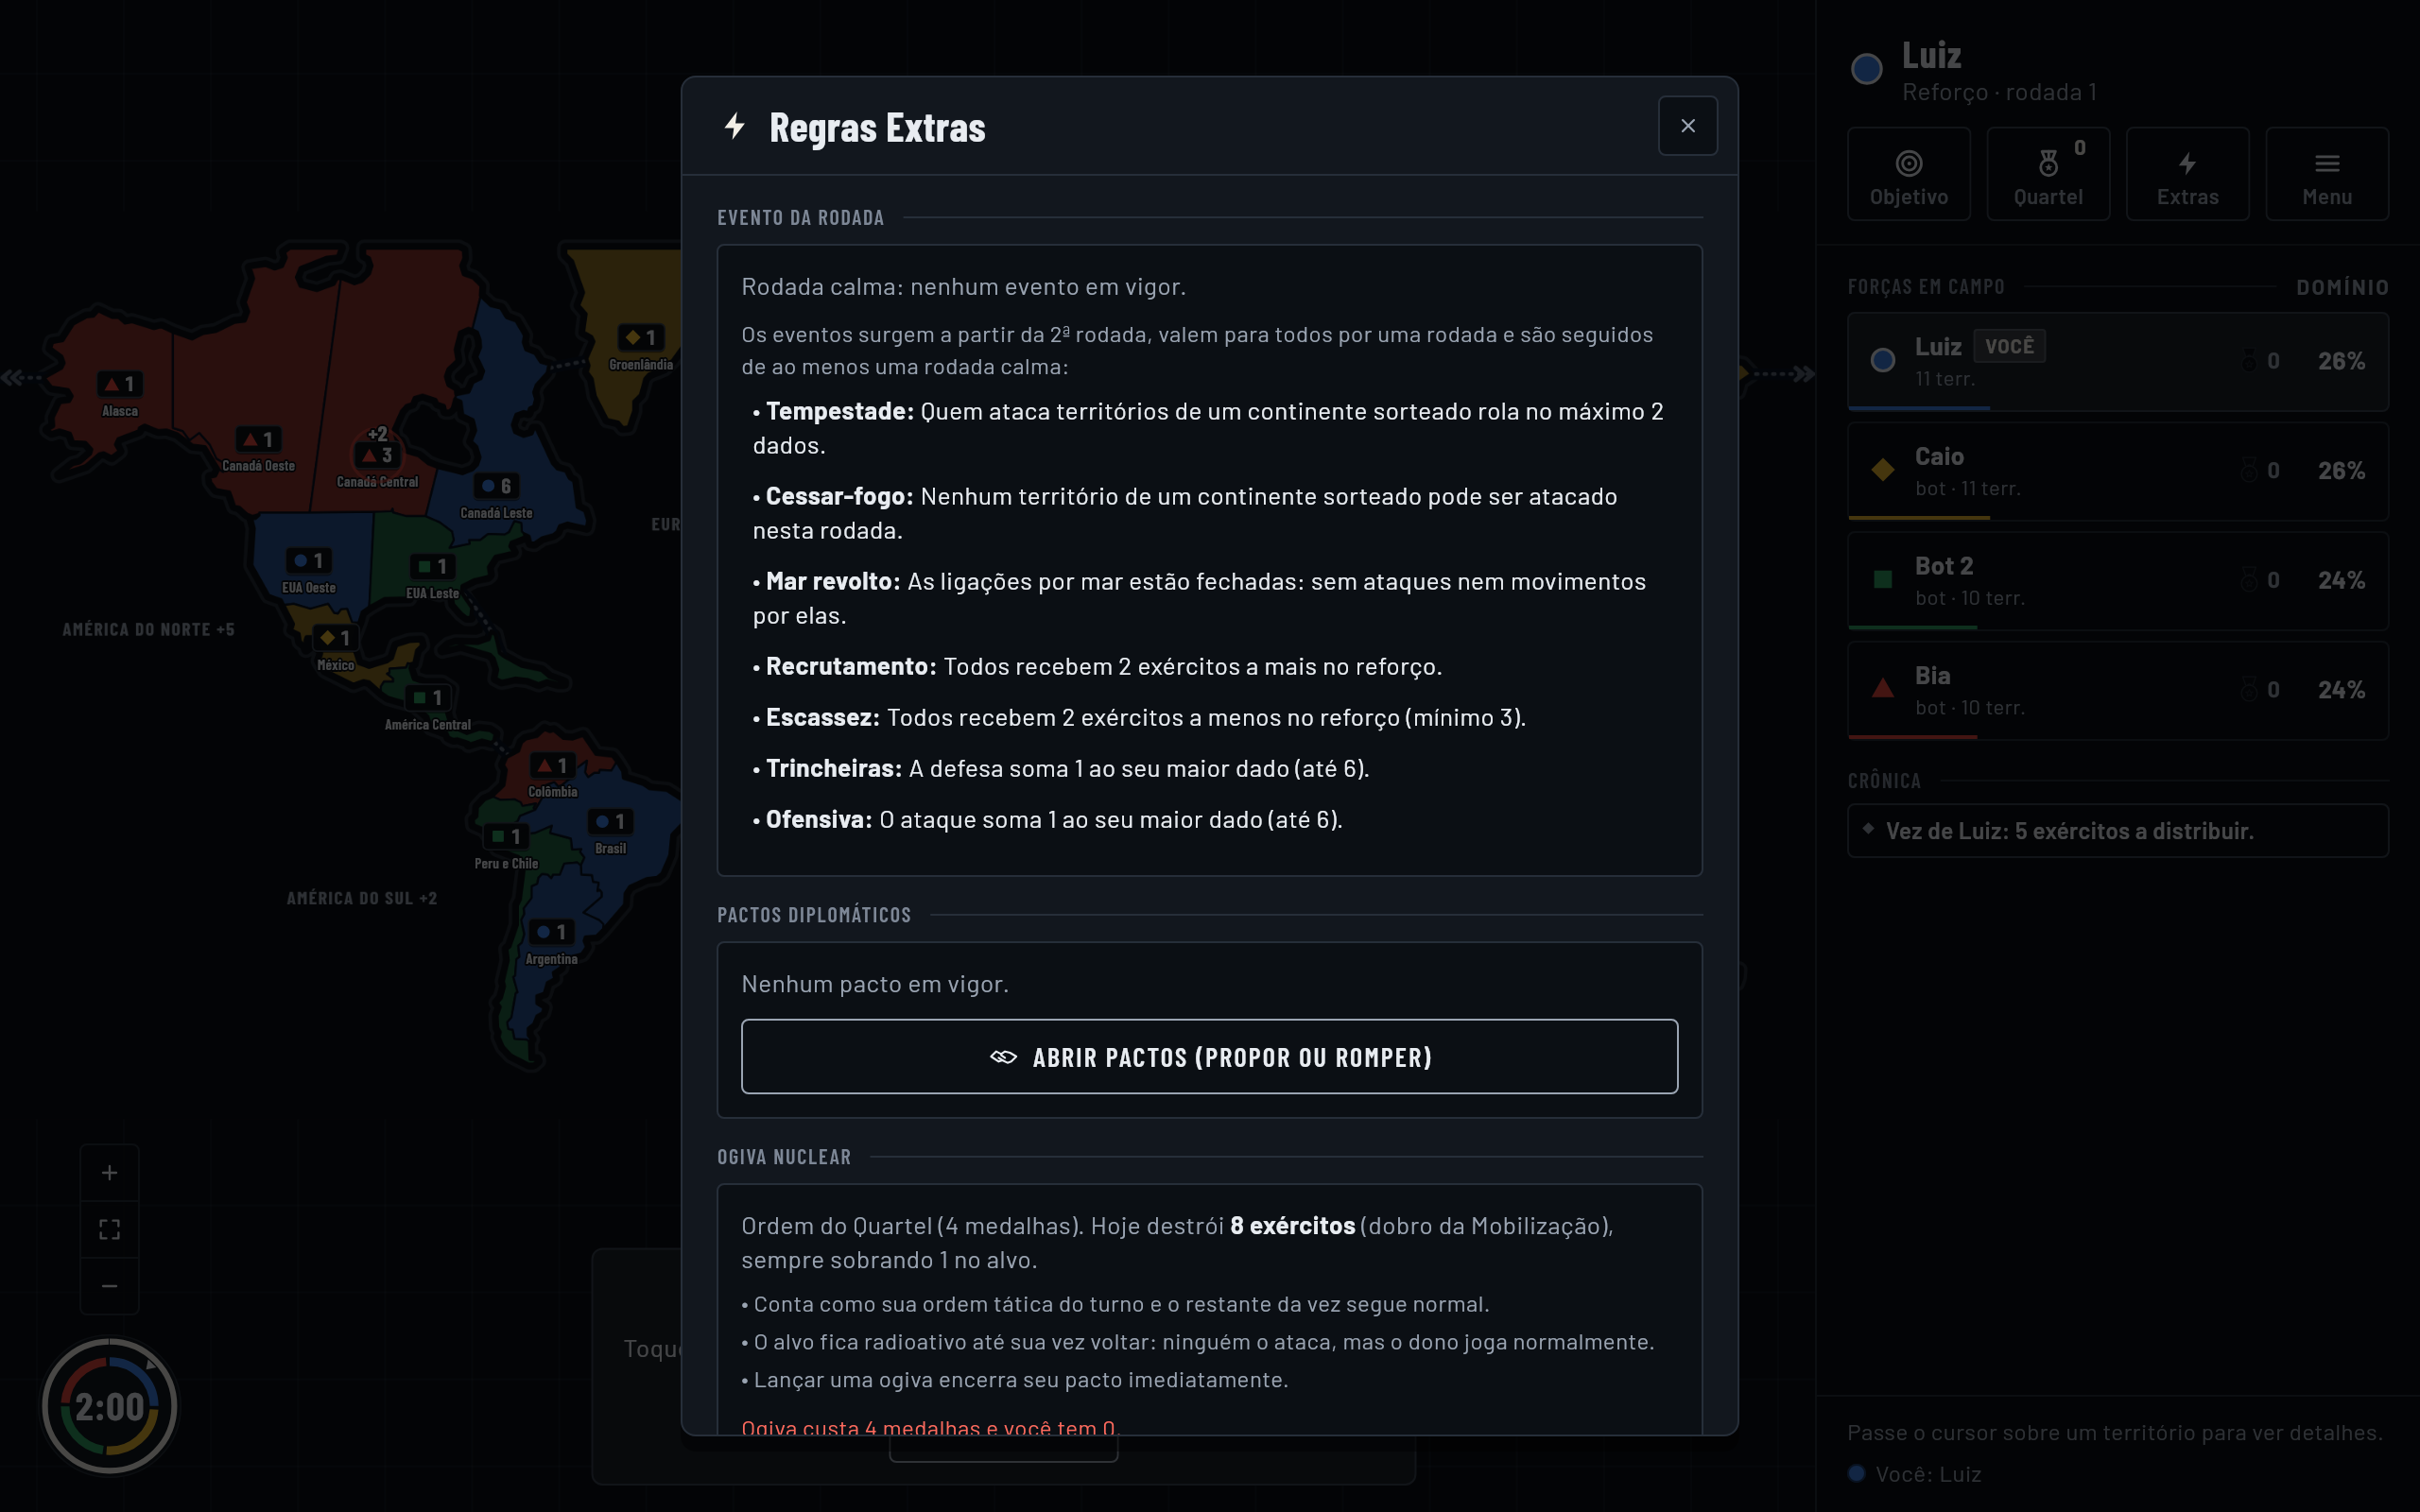 Regras Extras
EVENTO DA RODADA
Rodada calma: nenhum evento em vigor.
Os eventos surgem a partir da 2ª rodada, valem para todos por uma rodada e são seguidos
de ao menos uma rodada calma:
• Tempestade: Quem ataca territórios de um continente sorteado rola no máximo 2
dados.
• Cessar-fogo: Nenhum território de um continente sorteado pode ser atacado
nesta rodada.
• Mar revolto: As ligações por mar estão fechadas: sem ataques nem movimentos
por elas.
• Recrutamento: Todos recebem 2 exércitos a mais no reforço.
• Escassez: Todos recebem 2 exércitos a menos no reforço (mínimo 3).
• Trincheiras: A defesa soma 1 ao seu maior dado (até 6).
• Ofensiva: O ataque soma 1 ao seu maior dado (até 6).
PACTOS DIPLOMÁTICOS
Nenhum pacto em vigor.
ABRIR PACTOS (PROPOR OU ROMPER)
OGIVA NUCLEAR
Ordem do Quartel (4 medalhas). Hoje destrói 8 exércitos (dobro da Mobilização),
sempre sobrando 1 no alvo.
• Conta como sua ordem tática do turno e o restante da vez segue normal.
• O alvo fica radioativo até sua vez voltar: ninguém o ataca, mas o dono joga normalmente.
• Lançar uma ogiva encerra seu pacto imediatamente.
Ogiva custa 4 medalhas e você tem 0.
1
Alasca
1
Canadá Oeste
+2
3
Canadá Central
6
Canadá Leste
1
Groenlândia
1
EUA Oeste
1
EUA Leste
1
México
1
América Central
AMÉRICA DO NORTE +5
EUR
1
Colômbia
1
Peru e Chile
1
Brasil
1
Argentina
AMÉRICA DO SUL +2
+
−
2:00
Toque
Luiz
Reforço · rodada 1
Objetivo
0
Quartel
Extras
Menu
FORÇAS EM CAMPO
DOMÍNIO
Luiz VOCÊ
11 terr.
0 26%
Caio
bot · 11 terr.
0 26%
Bot 2
bot · 10 terr.
0 24%
Bia
bot · 10 terr.
0 24%
CRÔNICA
Vez de Luiz: 5 exércitos a distribuir.
Passe o cursor sobre um território para ver detalhes.
Você: Luiz